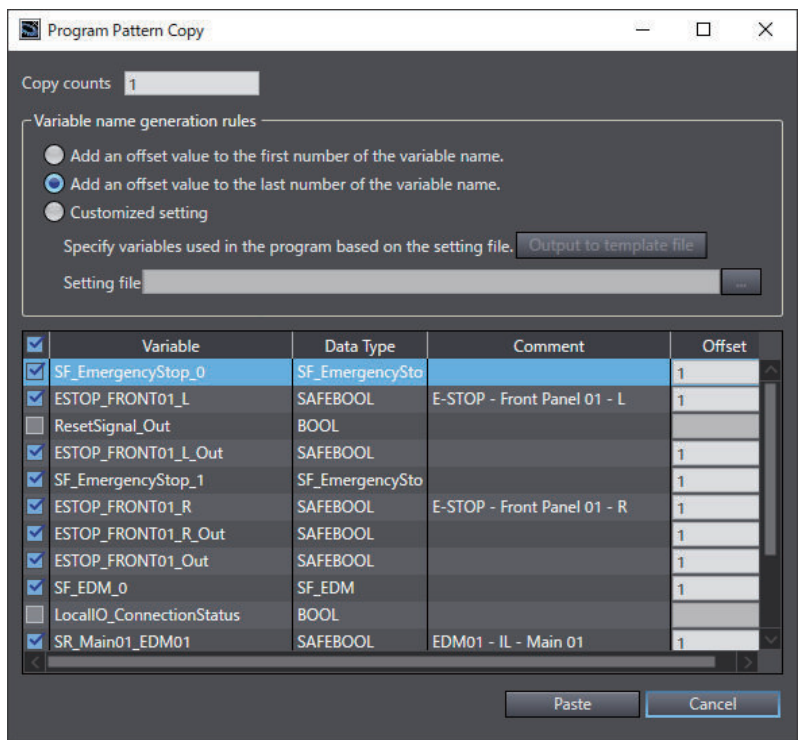 Program Pattern Copy
Copy counts 1
Variable name generation rules
Add an offset value to the first number of the variable name.
Add an offset value to the last number of the variable name.
Customized setting
Specify variables used in the program based on the setting file. Output to template file
Setting file ...
Variable Data Type Comment Offset
SF_EmergencyStop_0 SF_EmergencySto 1
ESTOP_FRONT01_L SAFEBOOL E-STOP - Front Panel 01 - L 1
ResetSignal_Out BOOL
ESTOP_FRONT01_L_Out SAFEBOOL 1
SF_EmergencyStop_1 SF_EmergencySto 1
ESTOP_FRONT01_R SAFEBOOL E-STOP - Front Panel 01 - R 1
ESTOP_FRONT01_R_Out SAFEBOOL 1
ESTOP_FRONT01_Out SAFEBOOL 1
SF_EDM_0 SF_EDM 1
LocalIO_ConnectionStatus BOOL
SR_Main01_EDM01 SAFEBOOL EDM01 - IL - Main 01 1
Paste Cancel